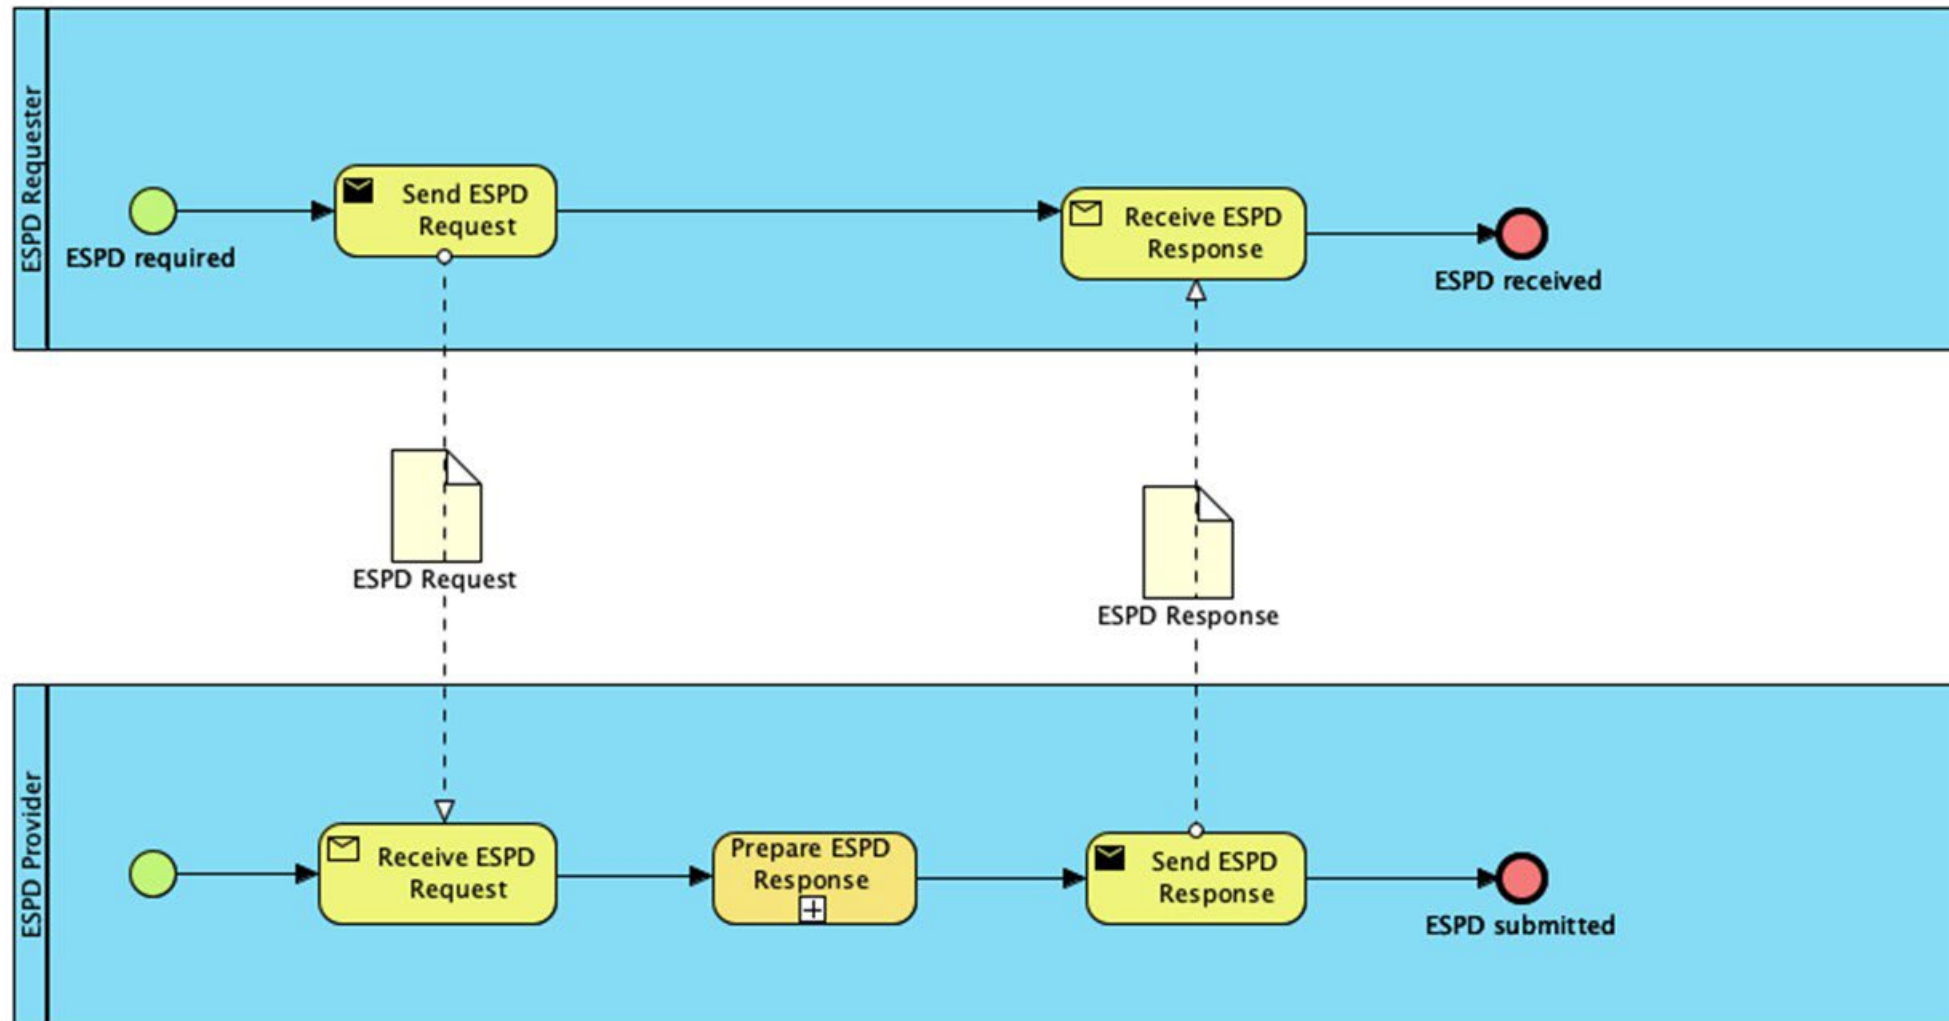 ESPD Requester
ESPD required
Send ESPD
Request
Receive ESPD
Response
ESPD received
ESPD Request
ESPD Response
ESPD Provider
Receive ESPD
Request
Prepare ESPD
Response
Send ESPD
Response
ESPD submitted